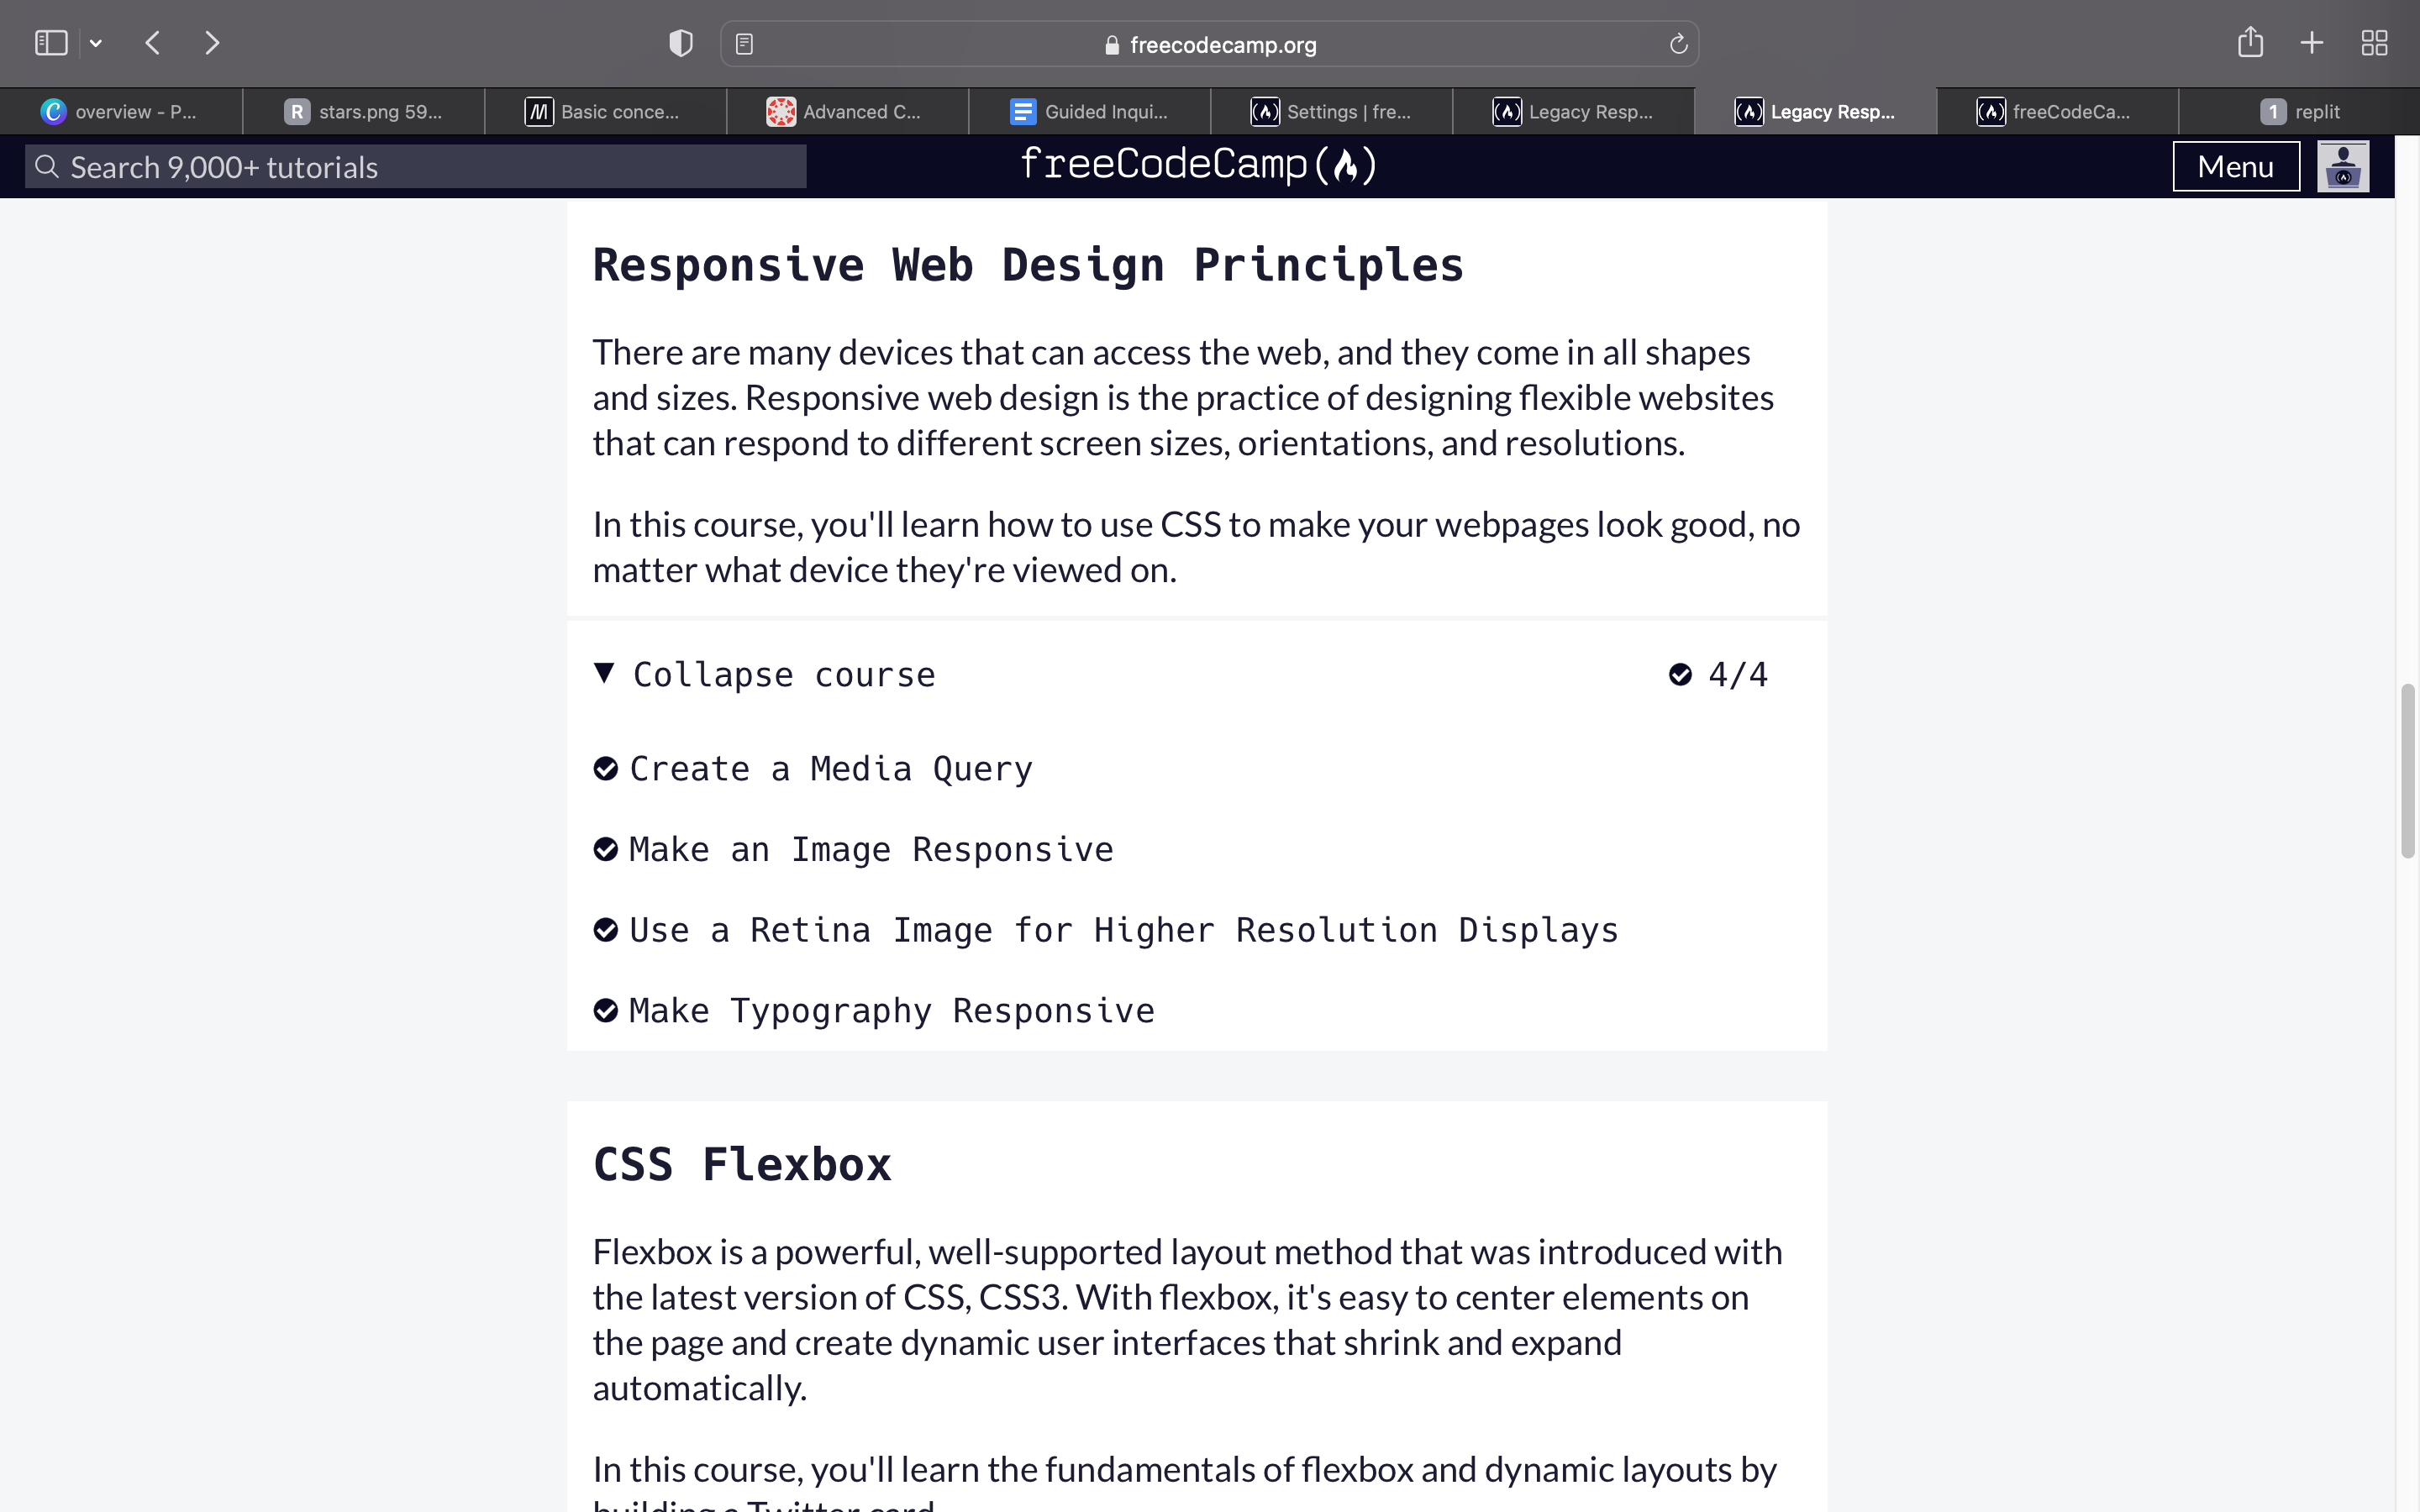 freecodecamp.org
overview - P...
R stars.png 59...
M Basic conce...
Advanced C...
Guided Inqui...
Settings | fre...
Legacy Resp...
Legacy Resp...
freeCodeCa...
1 replit
Search 9,000+ tutorials
freeCodeCamp
Menu
Responsive Web Design Principles
There are many devices that can access the web, and they come in all shapes
and sizes. Responsive web design is the practice of designing flexible websites
that can respond to different screen sizes, orientations, and resolutions.
In this course, you'll learn how to use CSS to make your webpages look good, no
matter what device they're viewed on.
Collapse course 4/4
Create a Media Query
Make an Image Responsive
Use a Retina Image for Higher Resolution Displays
Make Typography Responsive
CSS Flexbox
Flexbox is a powerful, well-supported layout method that was introduced with
the latest version of CSS, CSS3. With flexbox, it's easy to center elements on
the page and create dynamic user interfaces that shrink and expand
automatically.
In this course, you'll learn the fundamentals of flexbox and dynamic layouts by
building a Twitter card